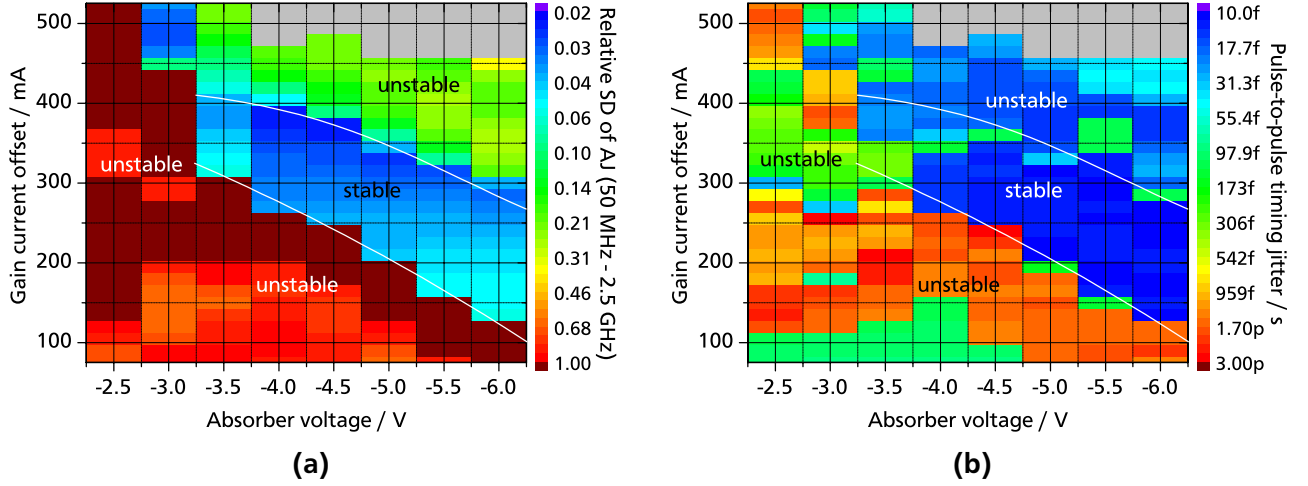 500
400
300
200
100
Gain current offset / mA
-2.5 -3.0 -3.5 -4.0 -4.5 -5.0 -5.5 -6.0
Absorber voltage / V
unstable
unstable
stable
unstable
0.02
0.03
0.04
0.06
0.10
0.14
0.21
0.31
0.46
0.68
1.00
Relative SD of AJ (50 MHz - 2.5 GHz)
(a)
500
400
300
200
100
Gain current offset / mA
-2.5 -3.0 -3.5 -4.0 -4.5 -5.0 -5.5 -6.0
Absorber voltage / V
unstable
unstable
stable
unstable
10.0f
17.7f
31.3f
55.4f
97.9f
173f
306f
542f
959f
1.70p
3.00p
Pulse-to-pulse timing jitter / s
(b)